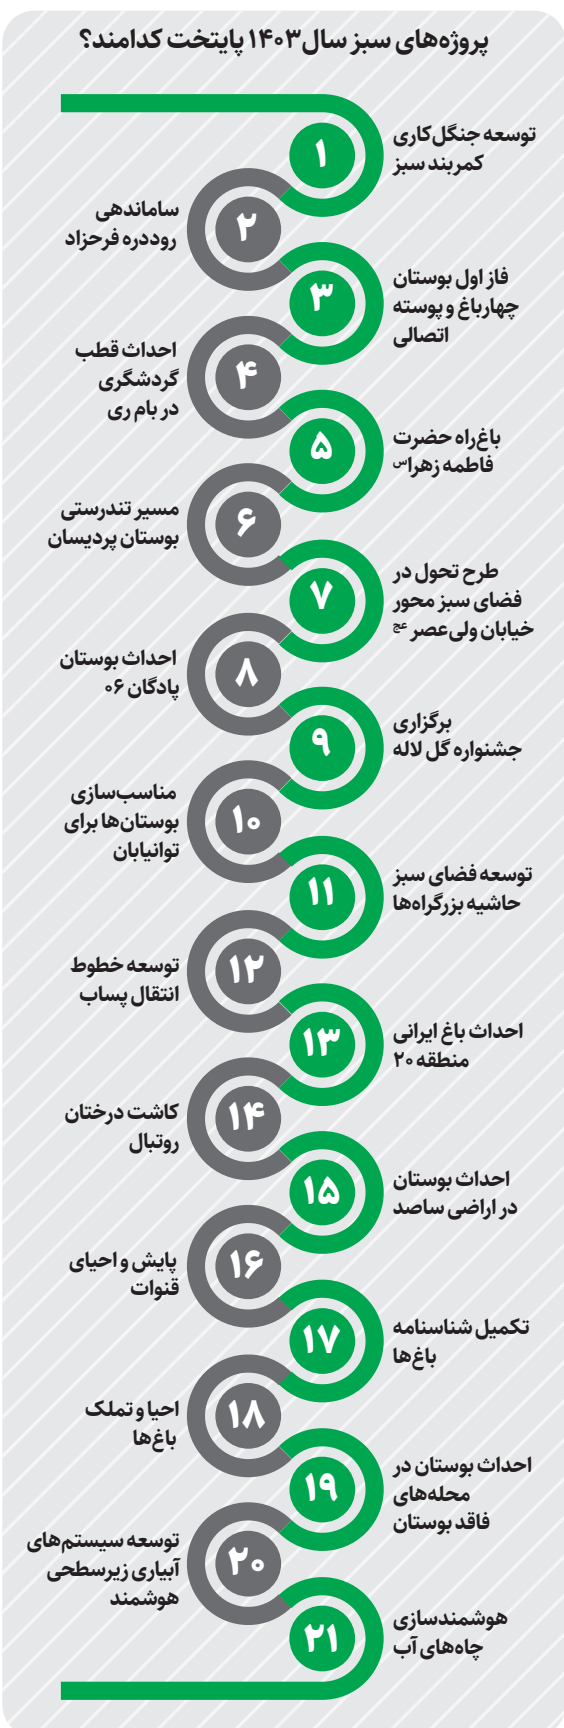 پروژه‌های سبز سال ۱۴۰۳ پایتخت کدامند؟
۱
توسعه جنگل‌کاری
کمربند سبز
۲
ساماندهی
رود‌دره فرحزاد
۳
فاز اول بوستان
چهارباغ و پوسته
اتصالی
۴
احداث قطب
گردشگری
در بام ری
۵
باغ‌راه حضرت
فاطمه زهرا س
۶
مسیر تندرستی
بوستان پردیسان
۷
طرح تحول در
فضای سبز محور
خیابان ولی‌عصر عج
۸
احداث بوستان
پادگان ۰۶
۹
برگزاری
جشنواره گل لاله
۱۰
مناسب‌سازی
بوستان‌ها برای
توانیابان
۱۱
توسعه فضای سبز
حاشیه بزرگراه‌ها
۱۲
توسعه خطوط
انتقال پساب
۱۳
احداث باغ ایرانی
منطقه ۲۰
۱۴
کاشت درختان
روتبال
۱۵
احداث بوستان
در اراضی ساصد
۱۶
پایش و احیای
قنوات
۱۷
تکمیل شناسنامه
باغ‌ها
۱۸
احیا و تملک
باغ‌ها
۱۹
احداث بوستان در
محله‌های
فاقد بوستان
۲۰
توسعه سیستم‌های
آبیاری زیرسطحی
هوشمند
۲۱
هوشمندسازی
چاه‌های آب